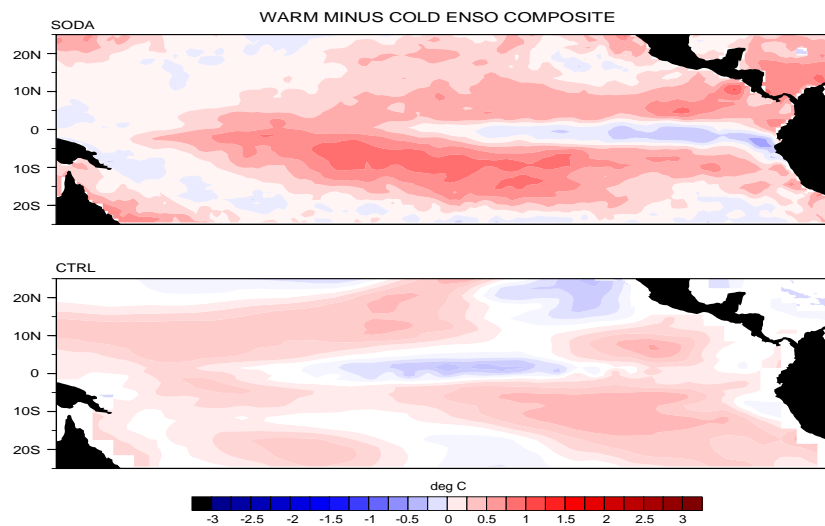 WARM MINUS COLD ENSO COMPOSITE
SODA
20N
10N
0
10S
20S
CTRL
20N
10N
0
10S
20S
deg C
-3 -2.5 -2 -1.5 -1 -0.5 0 0.5 1 1.5 2 2.5 3